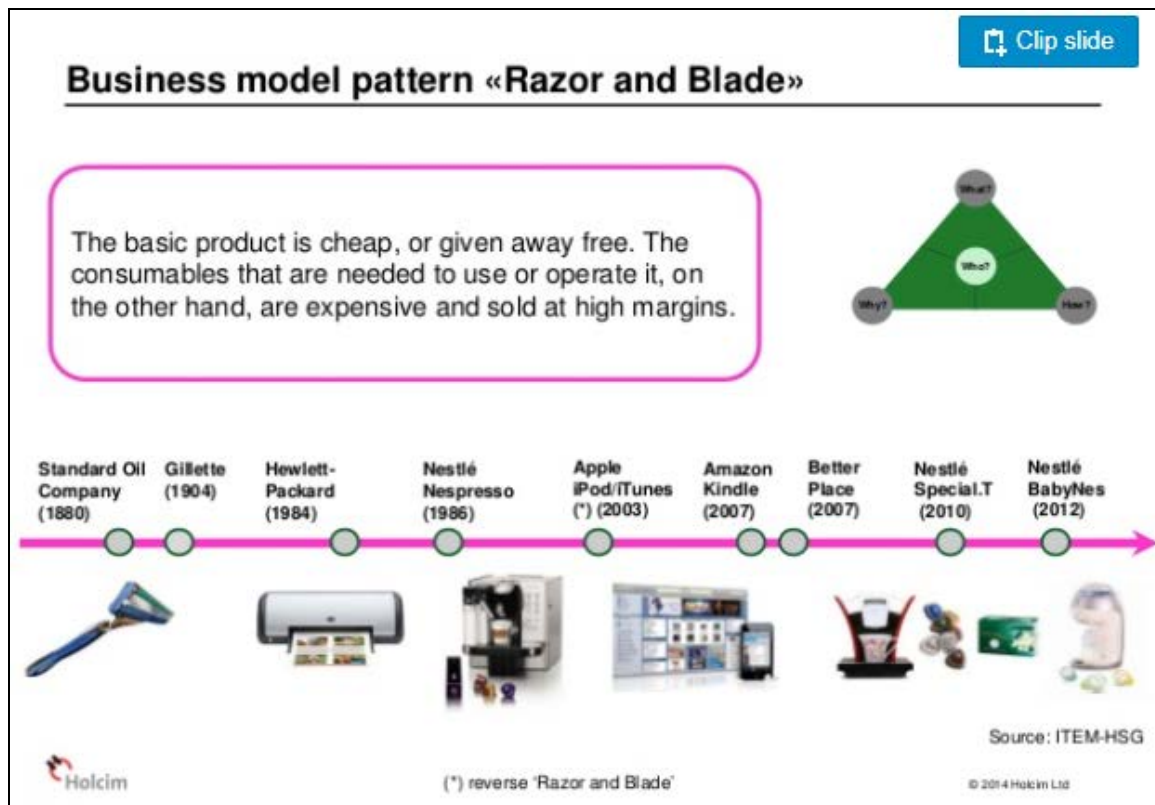 Clip slide
Business model pattern «Razor and Blade»
The basic product is cheap, or given away free. The
consumables that are needed to use or operate it, on
the other hand, are expensive and sold at high margins.
What?
Who?
Why?
How?
Standard Oil
Company
(1880)
Gillette
(1904)
Hewlett-
Packard
(1984)
Nestlé
Nespresso
(1986)
Apple
iPod/iTunes
(*) (2003)
Amazon
Kindle
(2007)
Better
Place
(2007)
Nestlé
Special.T
(2010)
Nestlé
BabyNes
(2012)
Source: ITEM-HSG
Holcim
(*) reverse ‘Razor and Blade’
© 2014 Holcim Ltd